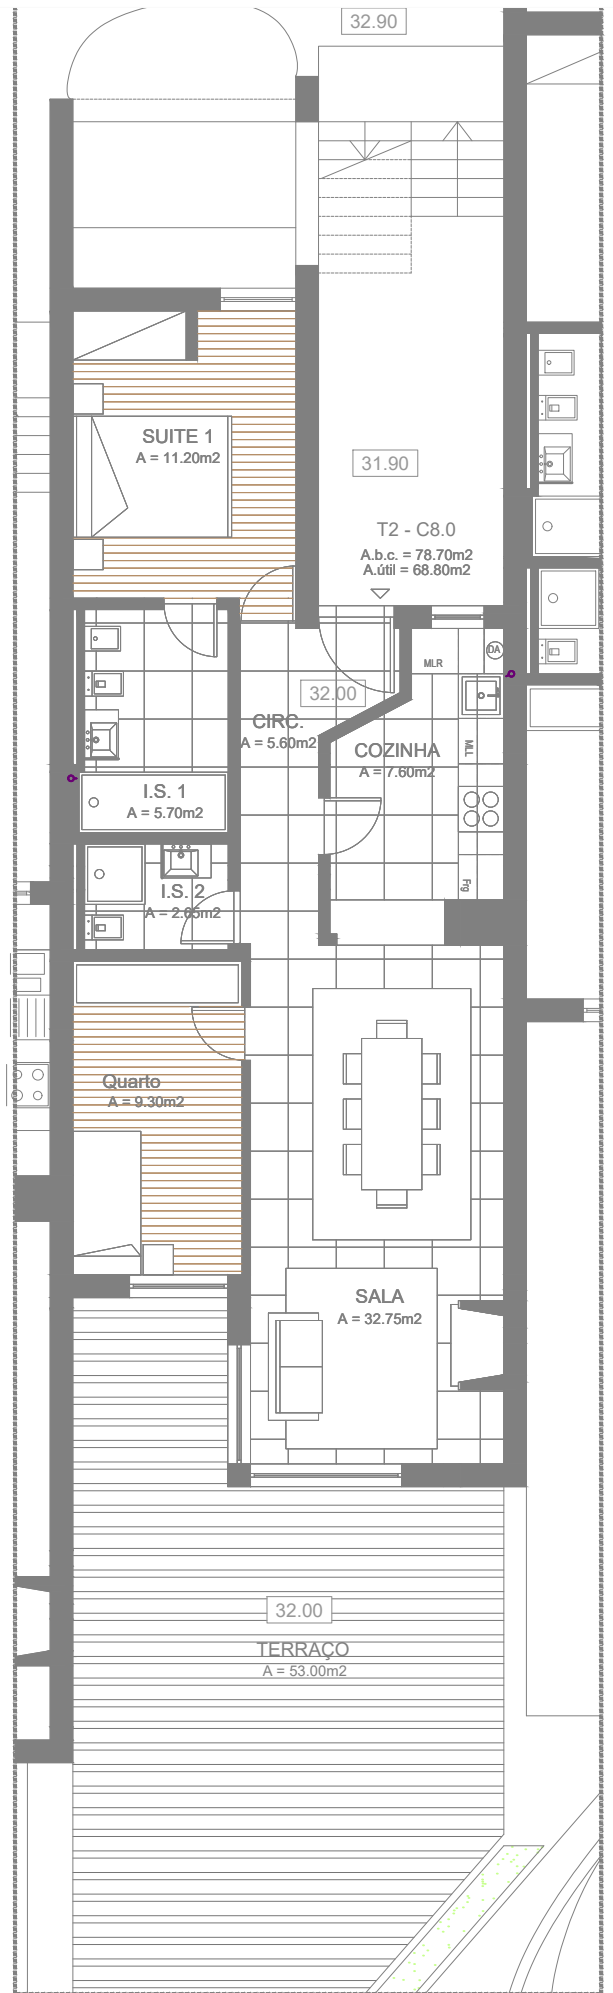 32.90
SUITE 1
A = 11.20m2
31.90
T2 - C8.0
A.b.c. = 78.70m2
A.útil = 68.80m2
DA
MLR
32.00
CIRC.
A = 5.60m2
COZINHA
A = 7.60m2
MLL
I.S. 1
A = 5.70m2
Frg
I.S. 2
A = 2.65m2
Quarto
A = 9.30m2
SALA
A = 32.75m2
32.00
TERRAÇO
A = 53.00m2